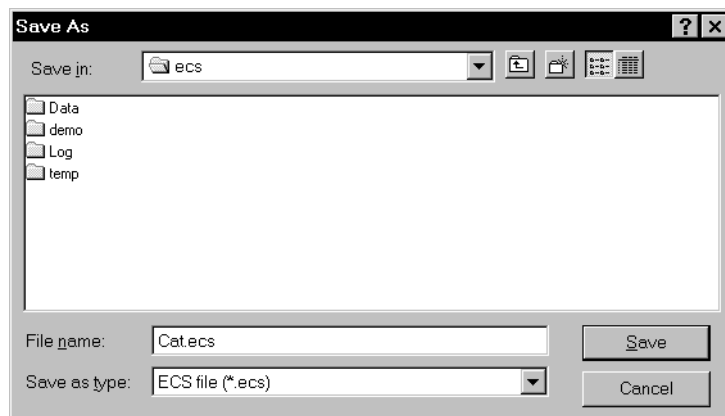 Save As
Save in: ecs
Data
demo
Log
temp
File name: Cat.ecs Save
Save as type: ECS file (*.ecs) Cancel